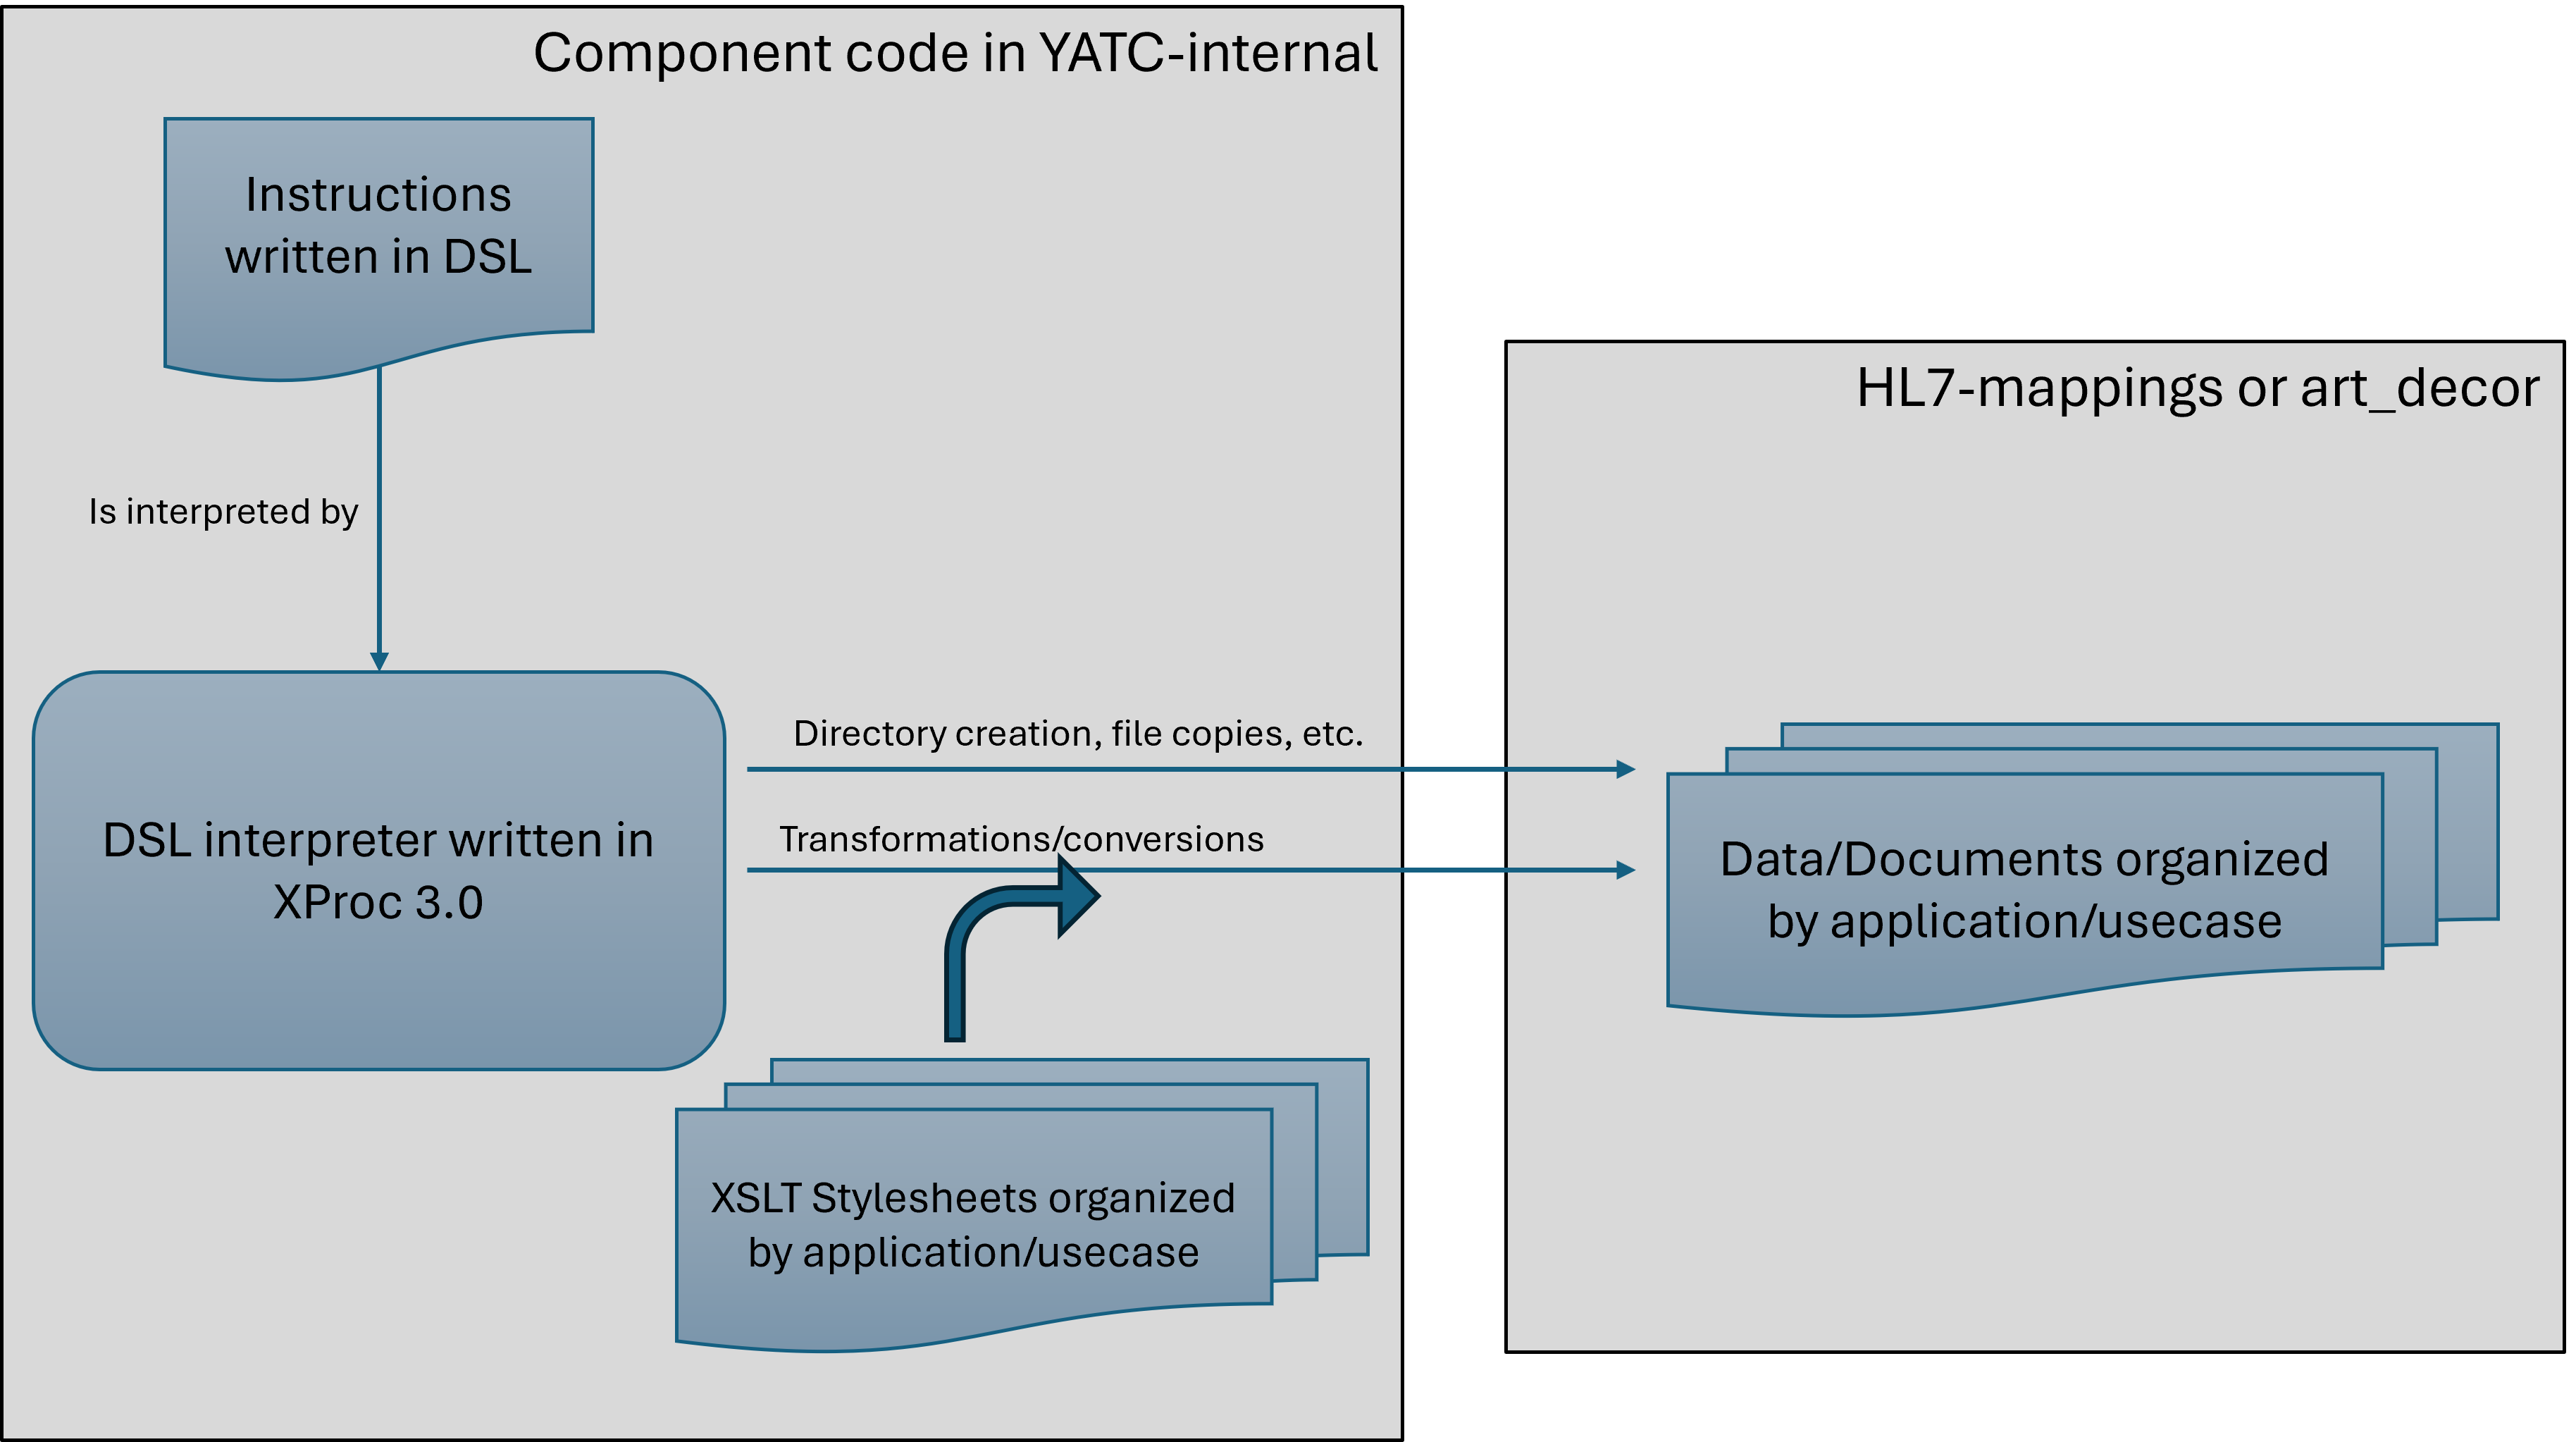 Component code in YATC-internal
Instructions
written in DSL
Is interpreted by
HL7-mappings or art_decor
Directory creation, file copies, etc.
Transformations/conversions
DSL interpreter written in
XProc 3.0
Data/Documents organized
by application/usecase
XSLT Stylesheets organized
by application/usecase